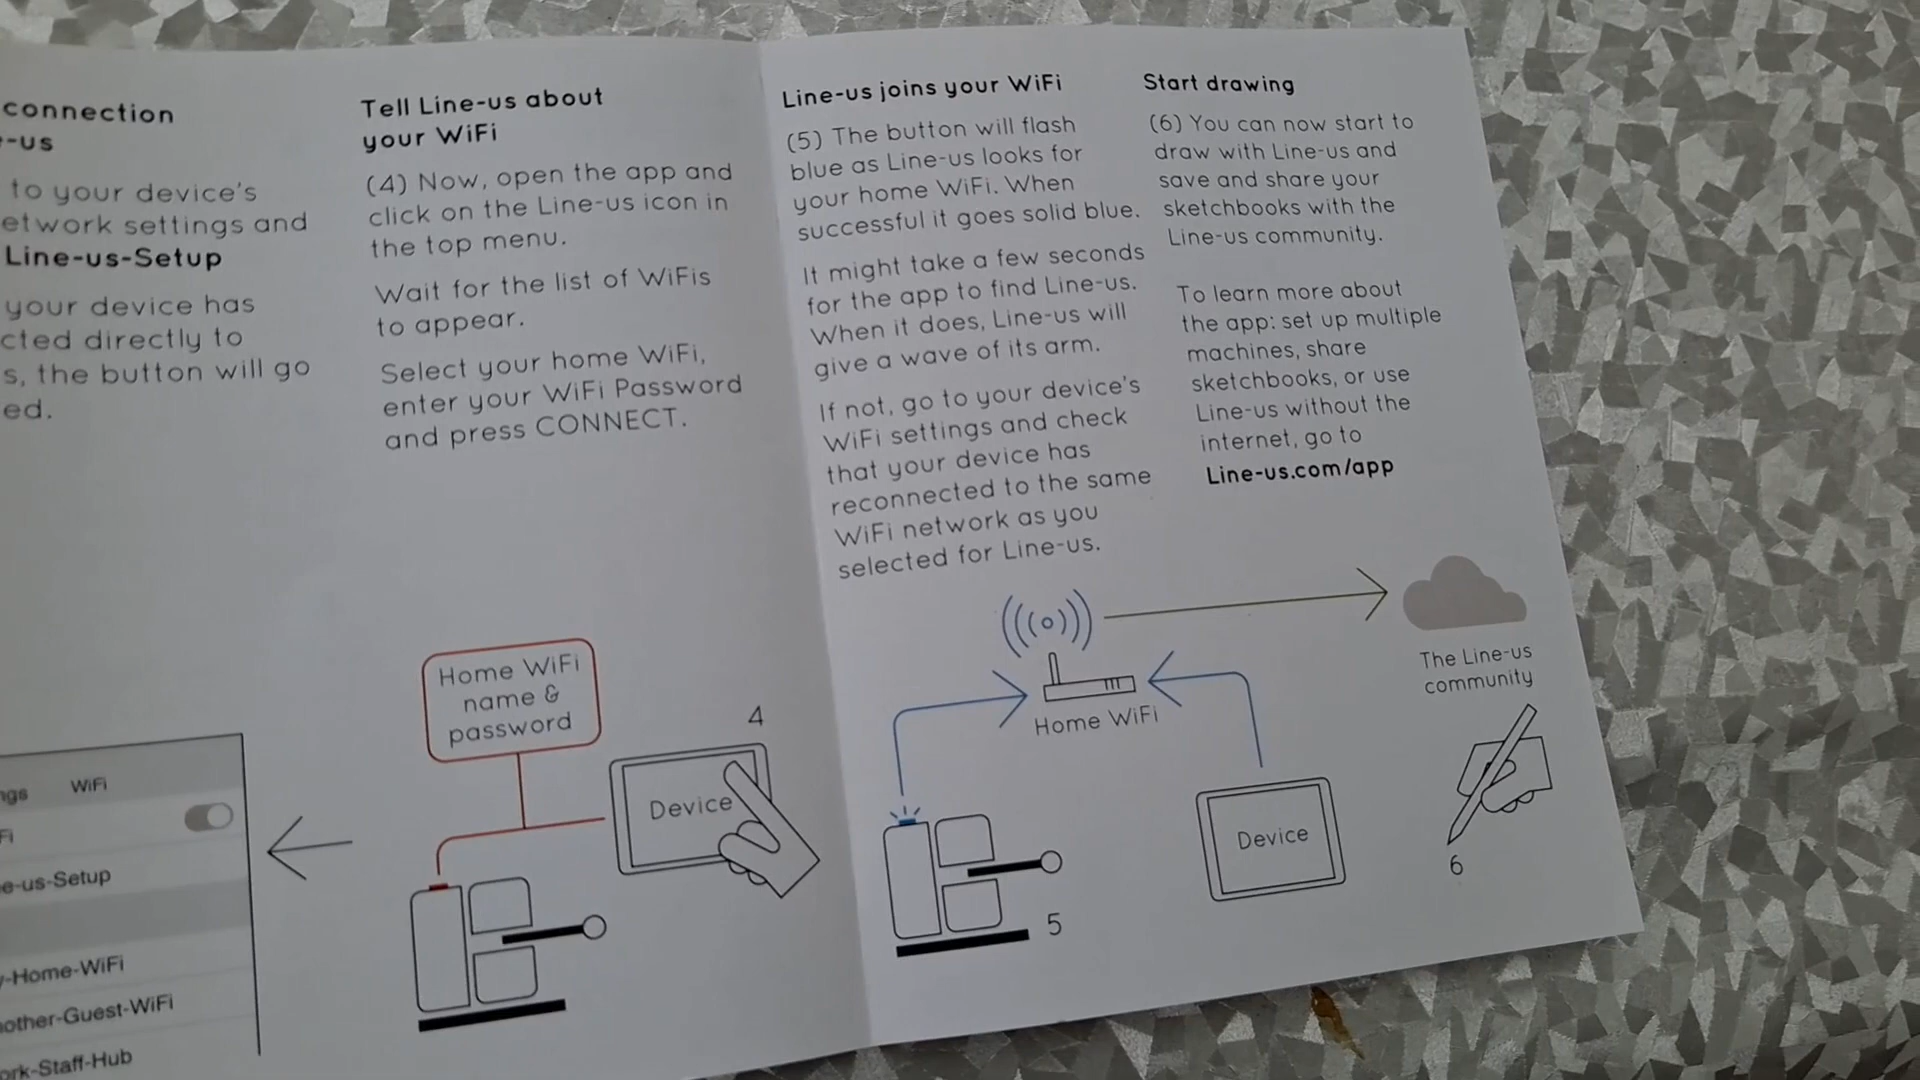 connection
-us
to your device's
etwork settings and
Line-us-Setup
your device has
cted directly to
s, the button will go
ed.
Tell Line-us about
your WiFi
(4) Now, open the app and
click on the Line-us icon in
the top menu.
Wait for the list of WiFis
to appear.
Select your home WiFi,
enter your WiFi Password
and press CONNECT.
Line-us joins your WiFi
(5) The button will flash
blue as Line-us looks for
your home WiFi. When
successful it goes solid blue.
It might take a few seconds
for the app to find Line-us.
When it does, Line-us will
give a wave of its arm.
If not, go to your device's
WiFi settings and check
that your device has
reconnected to the same
WiFi network as you
selected for Line-us.
Start drawing
(6) You can now start to
draw with Line-us and
save and share your
sketchbooks with the
Line-us community.
To learn more about
the app: set up multiple
machines, share
sketchbooks, or use
Line-us without the
internet, go to
Line-us.com/app
ngs WiFi
Fi
e-us-Setup
y-Home-WiFi
nother-Guest-WiFi
ork-Staff-Hub
Home WiFi
name &
password
4
Device
Home WiFi
5
Device
The Line-us
community
6